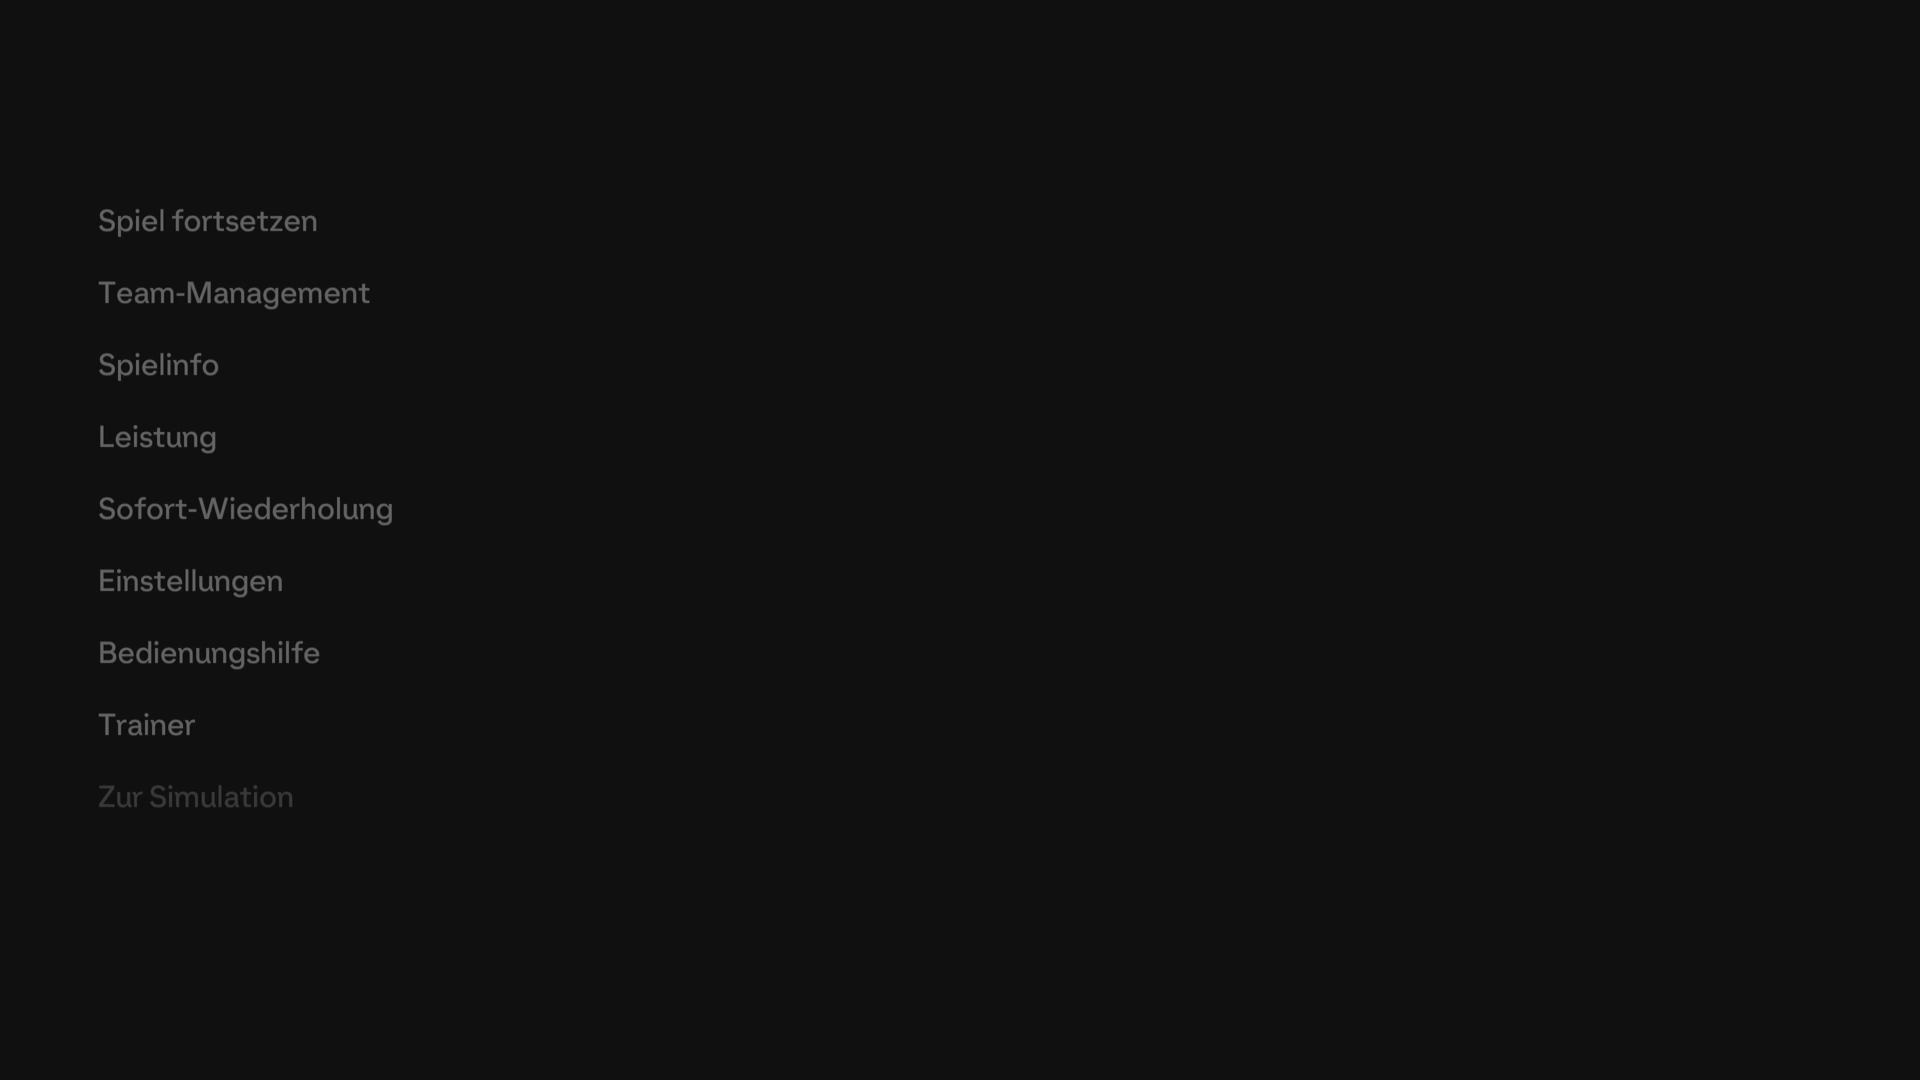 Spiel fortsetzen
Team-Management
Spielinfo
Leistung
Sofort-Wiederholung
Einstellungen
Bedienungshilfe
Trainer
Zur Simulation